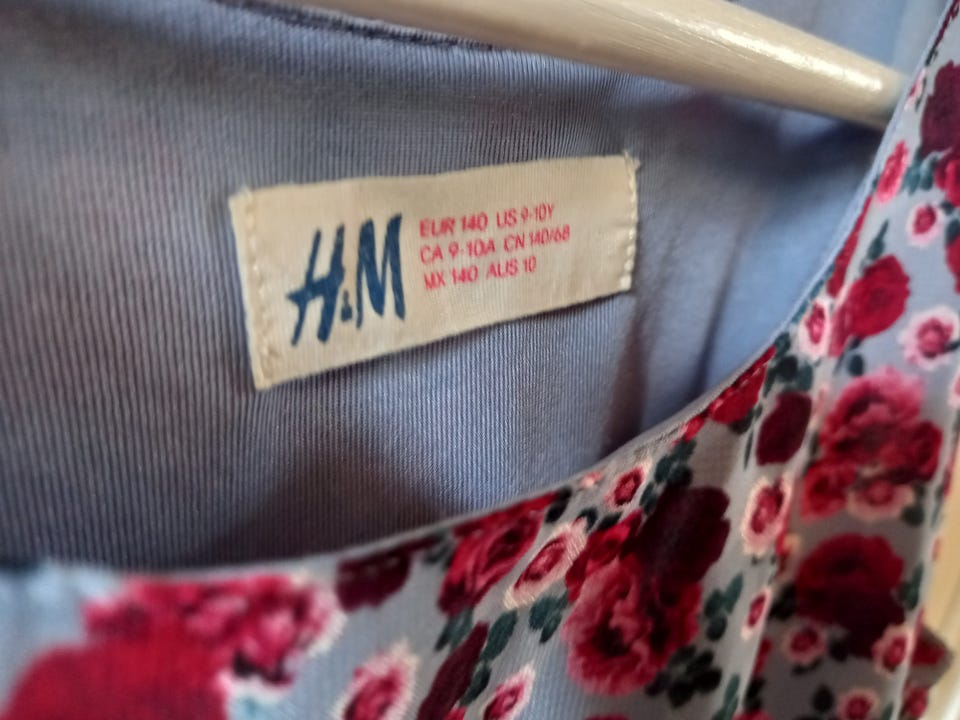 H&M
EUR 140 US 9-10Y
CA 9-10A CN 140/68
MX 140 AUS 10